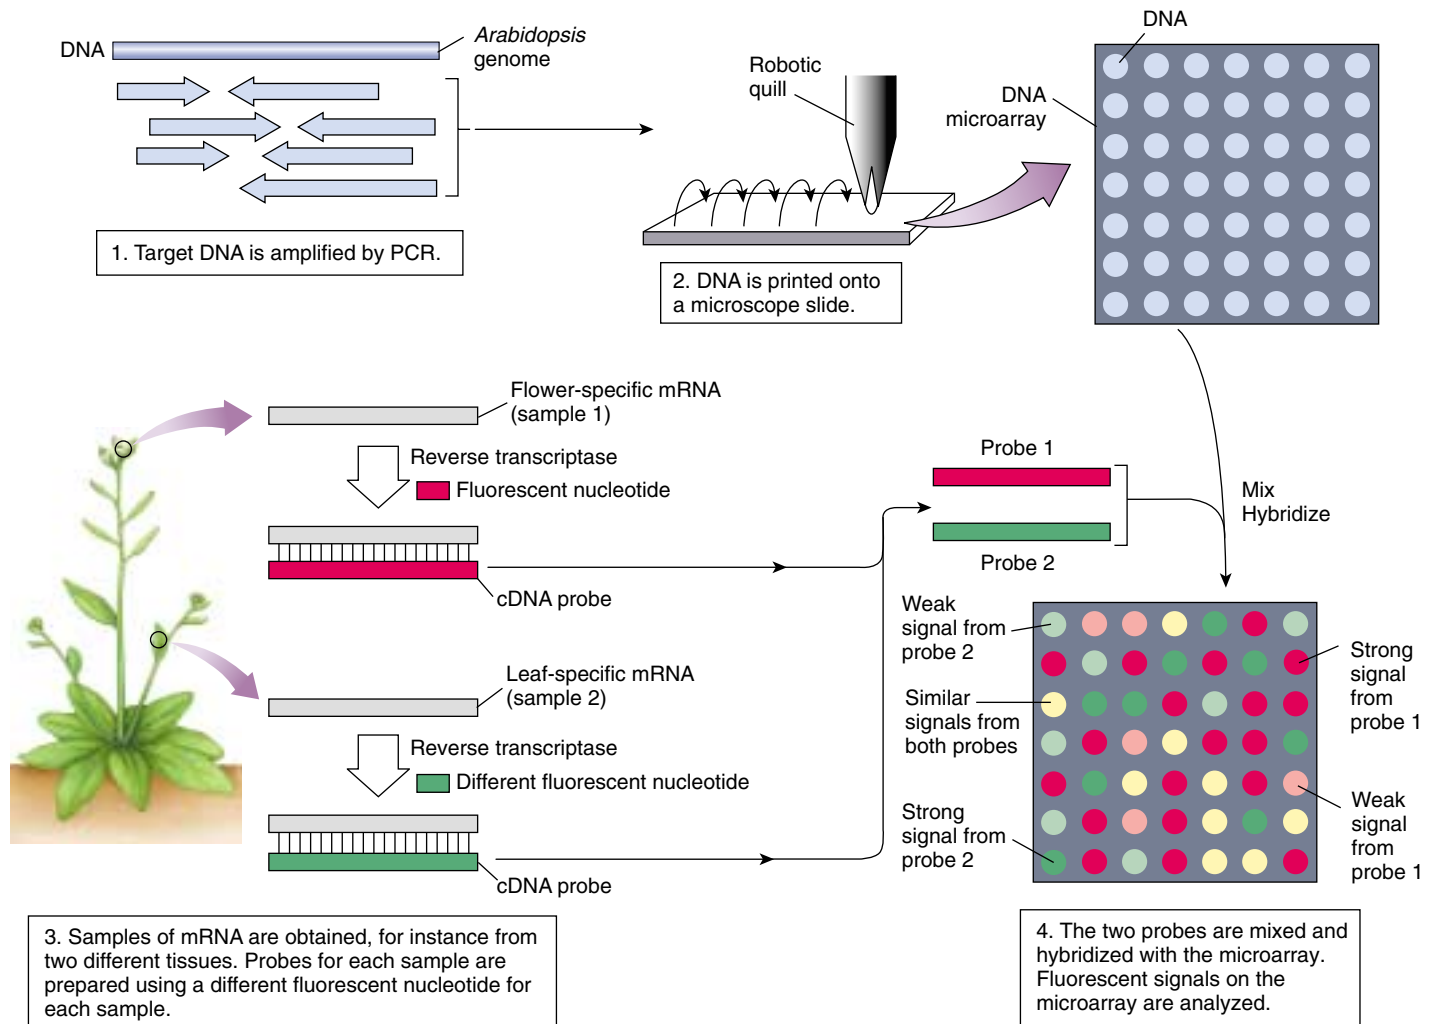 DNA
Arabidopsis
genome
1. Target DNA is amplified by PCR.
Robotic
quill
2. DNA is printed onto
a microscope slide.
DNA
DNA
microarray
Flower-specific mRNA
(sample 1)
Reverse transcriptase
Fluorescent nucleotide
cDNA probe
Leaf-specific mRNA
(sample 2)
Reverse transcriptase
Different fluorescent nucleotide
cDNA probe
3. Samples of mRNA are obtained, for instance from
two different tissues. Probes for each sample are
prepared using a different fluorescent nucleotide for
each sample.
Probe 1
Probe 2
Mix
Hybridize
Weak
signal from
probe 2
Similar
signals from
both probes
Strong
signal from
probe 2
Strong
signal
from
probe 1
Weak
signal
from
probe 1
4. The two probes are mixed and
hybridized with the microarray.
Fluorescent signals on the
microarray are analyzed.